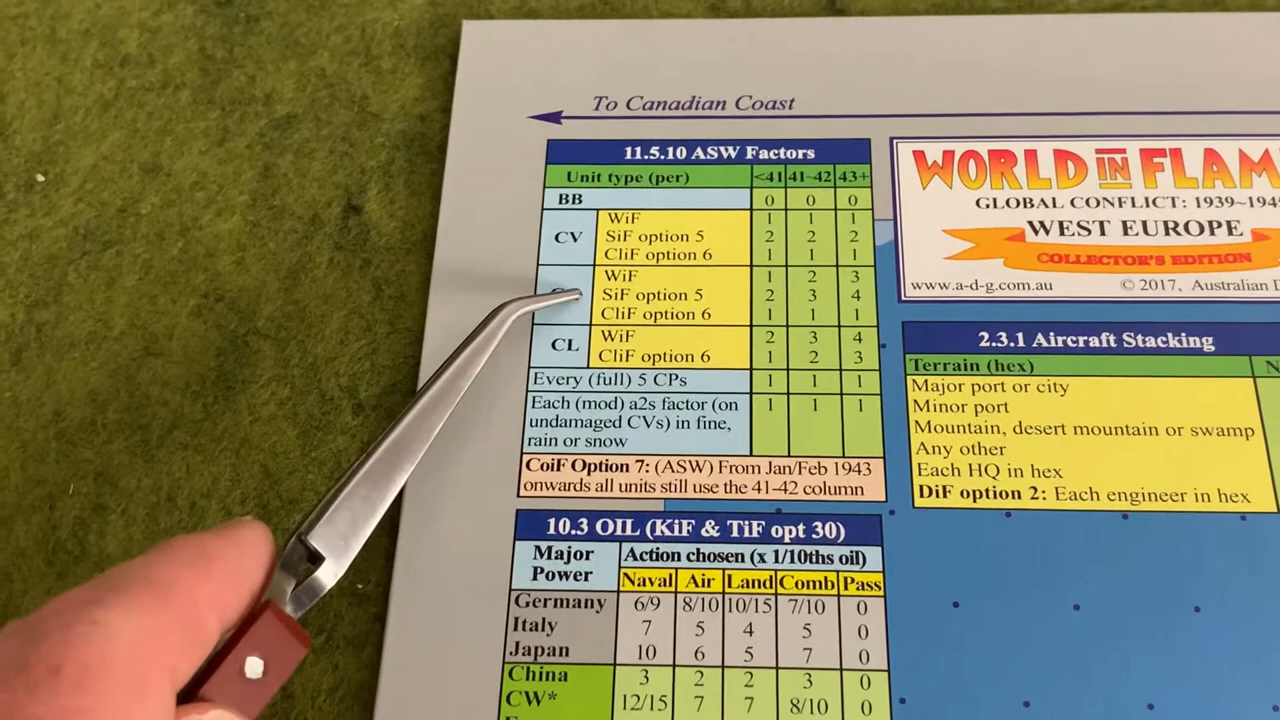 To Canadian Coast
11.5.10 ASW Factors
Unit type (per) <41 41~42 43+
BB 0 0 0
WiF 1 1 1
CV SiF option 5 2 2 2
CliF option 6 1 1 1
WiF 1 2 3
SiF option 5 2 3 4
CliF option 6 1 1 1
CL WiF 2 3 4
CliF option 6 1 2 3
Every (full) 5 CPs 1 1 1
Each (mod) a2s factor (on 1 1 1
undamaged CVs) in fine,
rain or snow
CoiF Option 7: (ASW) From Jan/Feb 1943
onwards all units still use the 41-42 column
10.3 OIL (KiF & TiF opt 30)
Major Power Action chosen (x 1/10ths oil)
Naval Air Land Comb Pass
Germany 6/9 8/10 10/15 7/10 0
Italy 7 5 4 5 0
Japan 10 6 5 7 0
China 3 2 2 3 0
CW* 12/15 7 7 8/10 0
WORLD IN FLAM
GLOBAL CONFLICT: 1939~194
WEST EUROPE
COLLECTOR'S EDITION
www.a-d-g.com.au © 2017, Australian D
2.3.1 Aircraft Stacking
Terrain (hex) N
Major port or city
Minor port
Mountain, desert mountain or swamp
Any other
Each HQ in hex
DiF option 2: Each engineer in hex